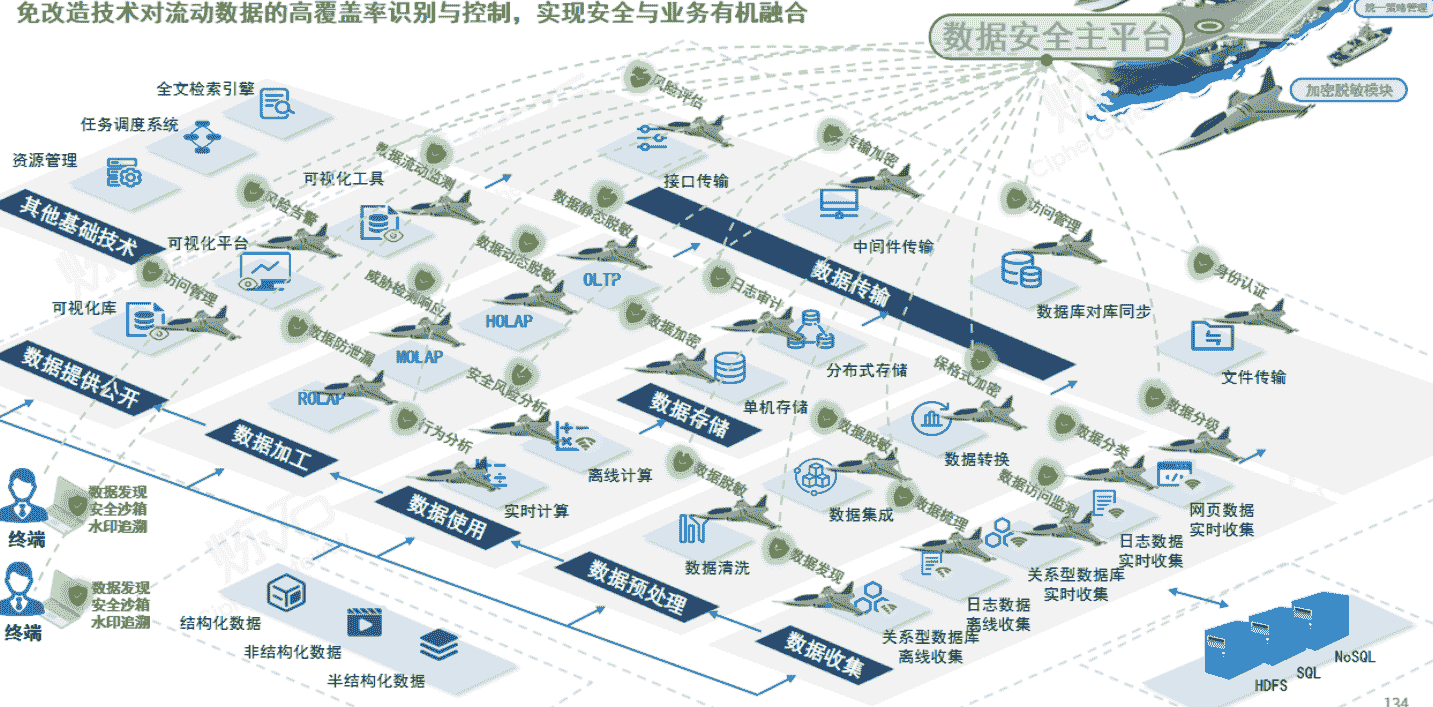 免改造技术对流动数据的高覆盖率识别与控制，实现安全与业务有机融合
数据安全主平台
统一策略管理
加密脱敏模块
全文检索引擎
任务调度系统
资源管理
其他基础技术
风险评估
接口传输
传输加密
中间件传输
访问管理
数据库对库同步
身份认证
文件传输
数据传输
数据流动监测
可视化工具
风险告警
可视化平台
访问管理
可视化库
数据提供公开
数据静态脱敏
OLTP
数据动态脱敏
HOLAP
威胁检测响应
MOLAP
数据防泄漏
ROLAP
数据加工
日志审计
分布式存储
数据加密
单机存储
数据存储
安全风险分析
离线计算
行为分析
实时计算
数据使用
保格式加密
数据转换
数据脱敏
数据集成
数据脱敏
数据清洗
数据预处理
数据分级
网页数据
实时收集
数据分类
日志数据
实时收集
数据访问监测
关系型数据库
实时收集
数据梳理
日志数据
离线收集
数据发现
关系型数据库
离线收集
数据收集
数据发现
安全沙箱
水印追溯
终端
数据发现
安全沙箱
水印追溯
终端
结构化数据
非结构化数据
半结构化数据
HDFS
SQL
NoSQL
134